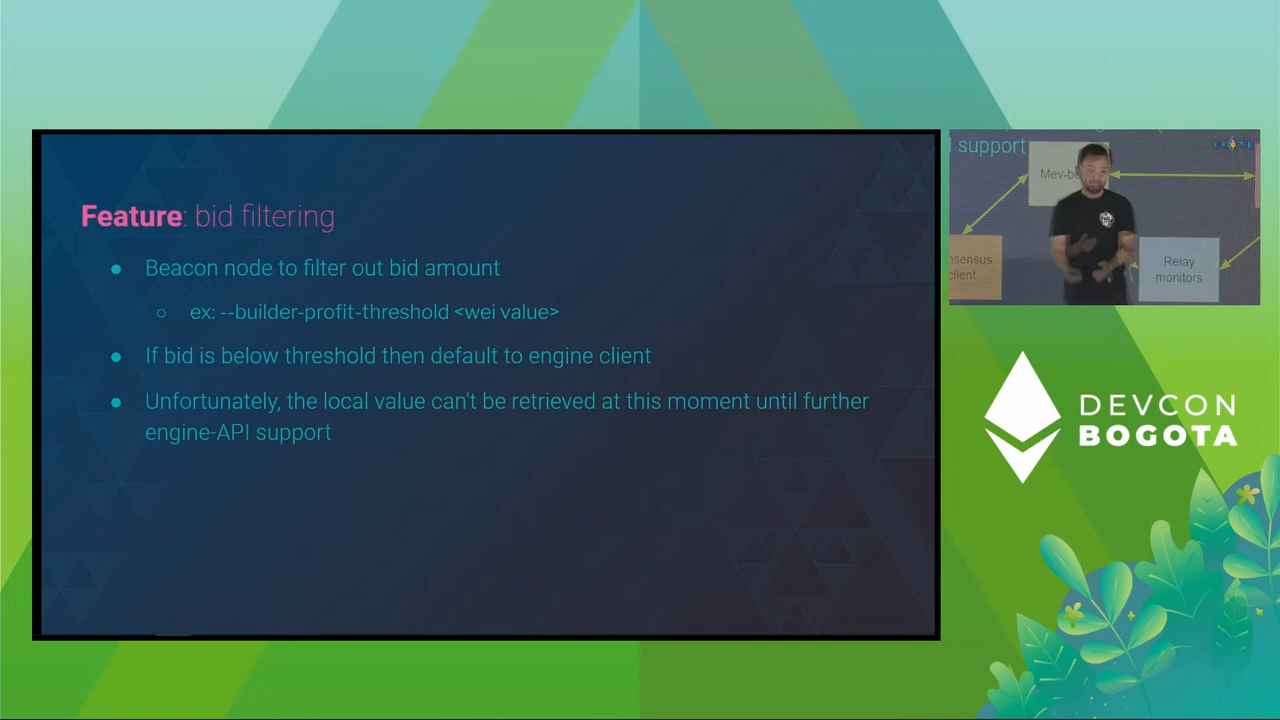 Feature: bid filtering
● Beacon node to filter out bid amount
○ ex: --builder-profit-threshold <wei value>
● If bid is below threshold then default to engine client
● Unfortunately, the local value can't be retrieved at this moment until further
engine-API support
support
Relay
monitors
DEVCON
BOGOTA